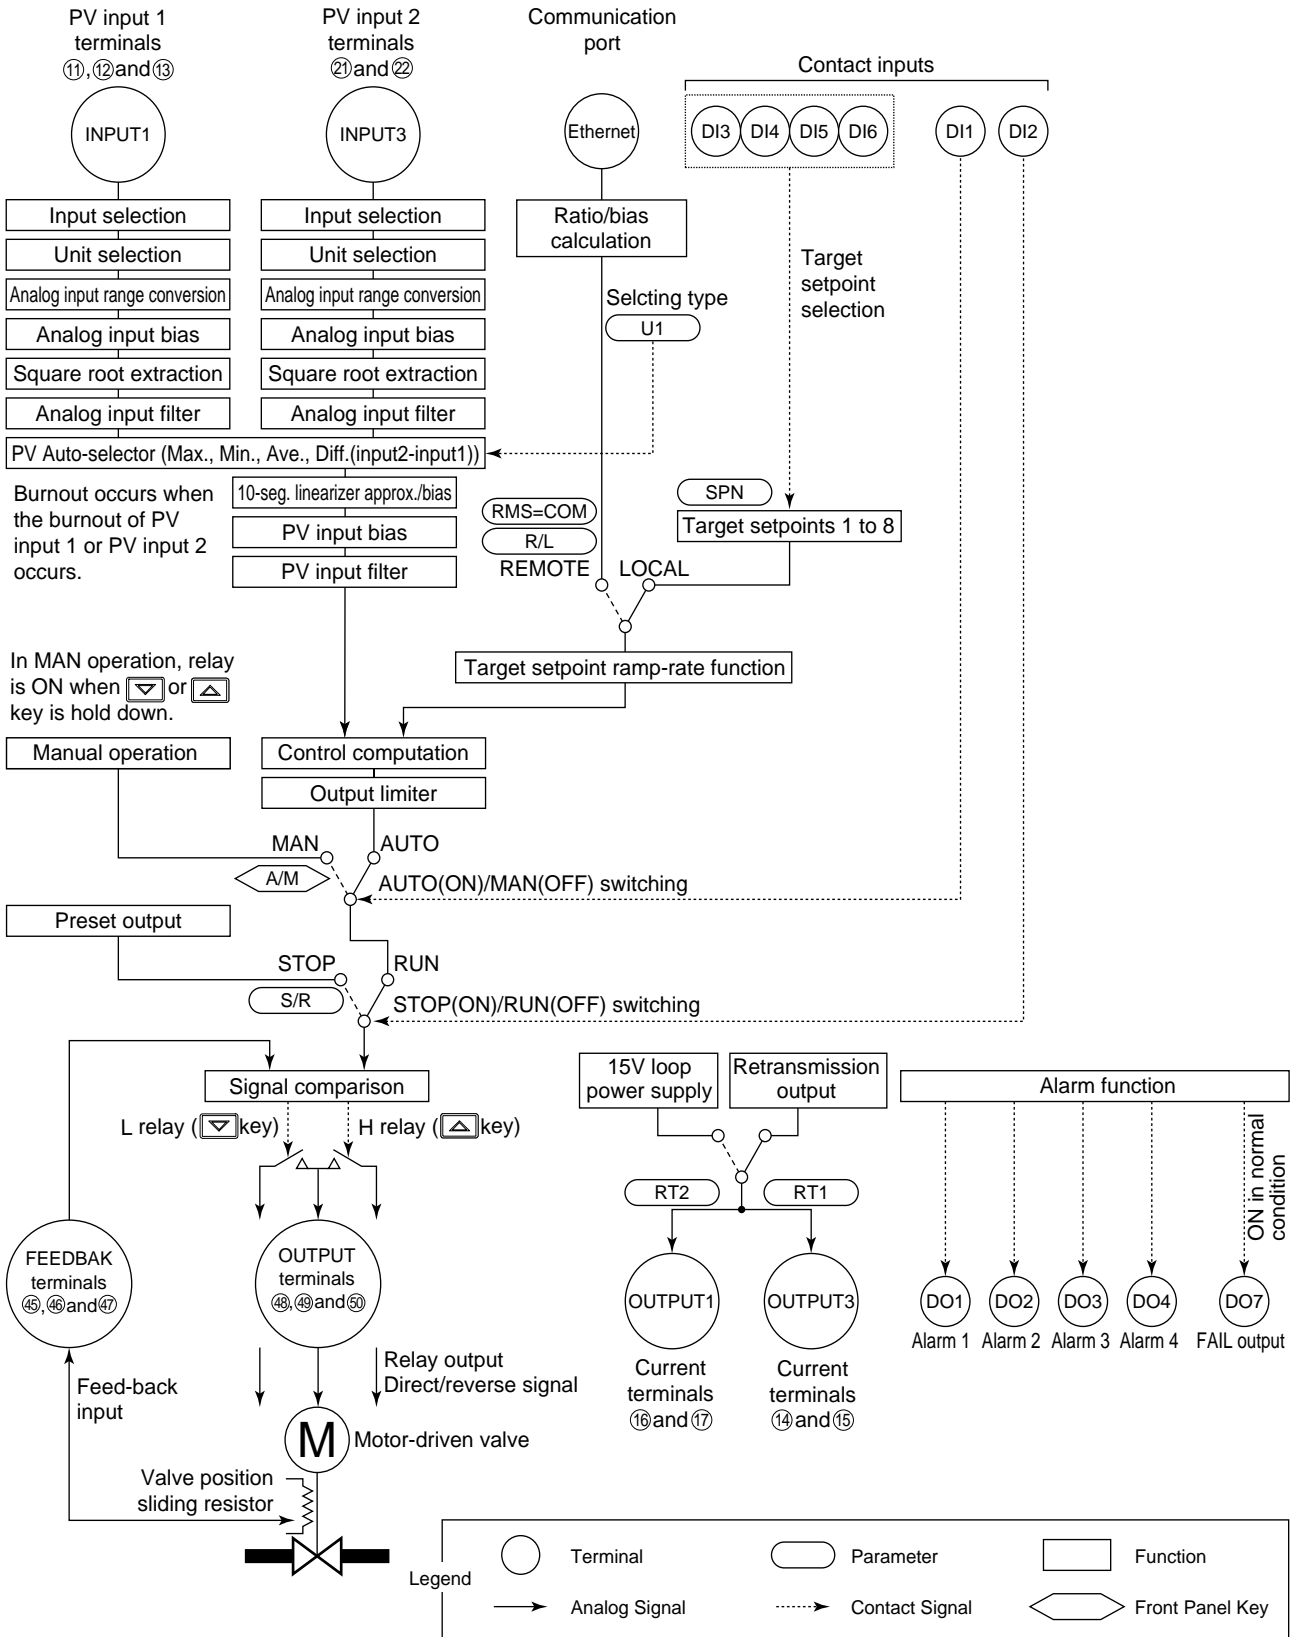 PV input 1
terminals
⑪,⑫and⑬
PV input 2
terminals
㉑and㉒
Communication
port
Contact inputs
INPUT1
INPUT3
Ethernet
DI3
DI4
DI5
DI6
DI1
DI2
Input selection
Unit selection
Analog input range conversion
Analog input bias
Square root extraction
Analog input filter
Input selection
Unit selection
Analog input range conversion
Analog input bias
Square root extraction
Analog input filter
Ratio/bias
calculation
Selcting type
U1
Target
setpoint
selection
PV Auto-selector (Max., Min., Ave., Diff.(input2-input1))
Burnout occurs when
the burnout of PV
input 1 or PV input 2
occurs.
10-seg. linearizer approx./bias
PV input bias
PV input filter
RMS=COM
R/L
REMOTE
LOCAL
SPN
Target setpoints 1 to 8
Target setpoint ramp-rate function
In MAN operation, relay
is ON when ▽ or △
key is hold down.
Manual operation
Control computation
Output limiter
MAN
AUTO
A/M
AUTO(ON)/MAN(OFF) switching
Preset output
STOP
RUN
S/R
STOP(ON)/RUN(OFF) switching
Signal comparison
L relay (▽key)
H relay (△key)
15V loop
power supply
Retransmission
output
Alarm function
RT2
RT1
ON in normal
condition
FEEDBAK
terminals
㊺,㊻and㊼
OUTPUT
terminals
㊽,㊾and㊿
OUTPUT1
OUTPUT3
DO1
DO2
DO3
DO4
DO7
Alarm 1
Alarm 2
Alarm 3
Alarm 4
FAIL output
Current
terminals
⑯and⑰
Current
terminals
⑭and⑮
Feed-back
input
Relay output
Direct/reverse signal
M
Motor-driven valve
Valve position
sliding resistor
Legend
Terminal
Parameter
Function
Analog Signal
Contact Signal
Front Panel Key